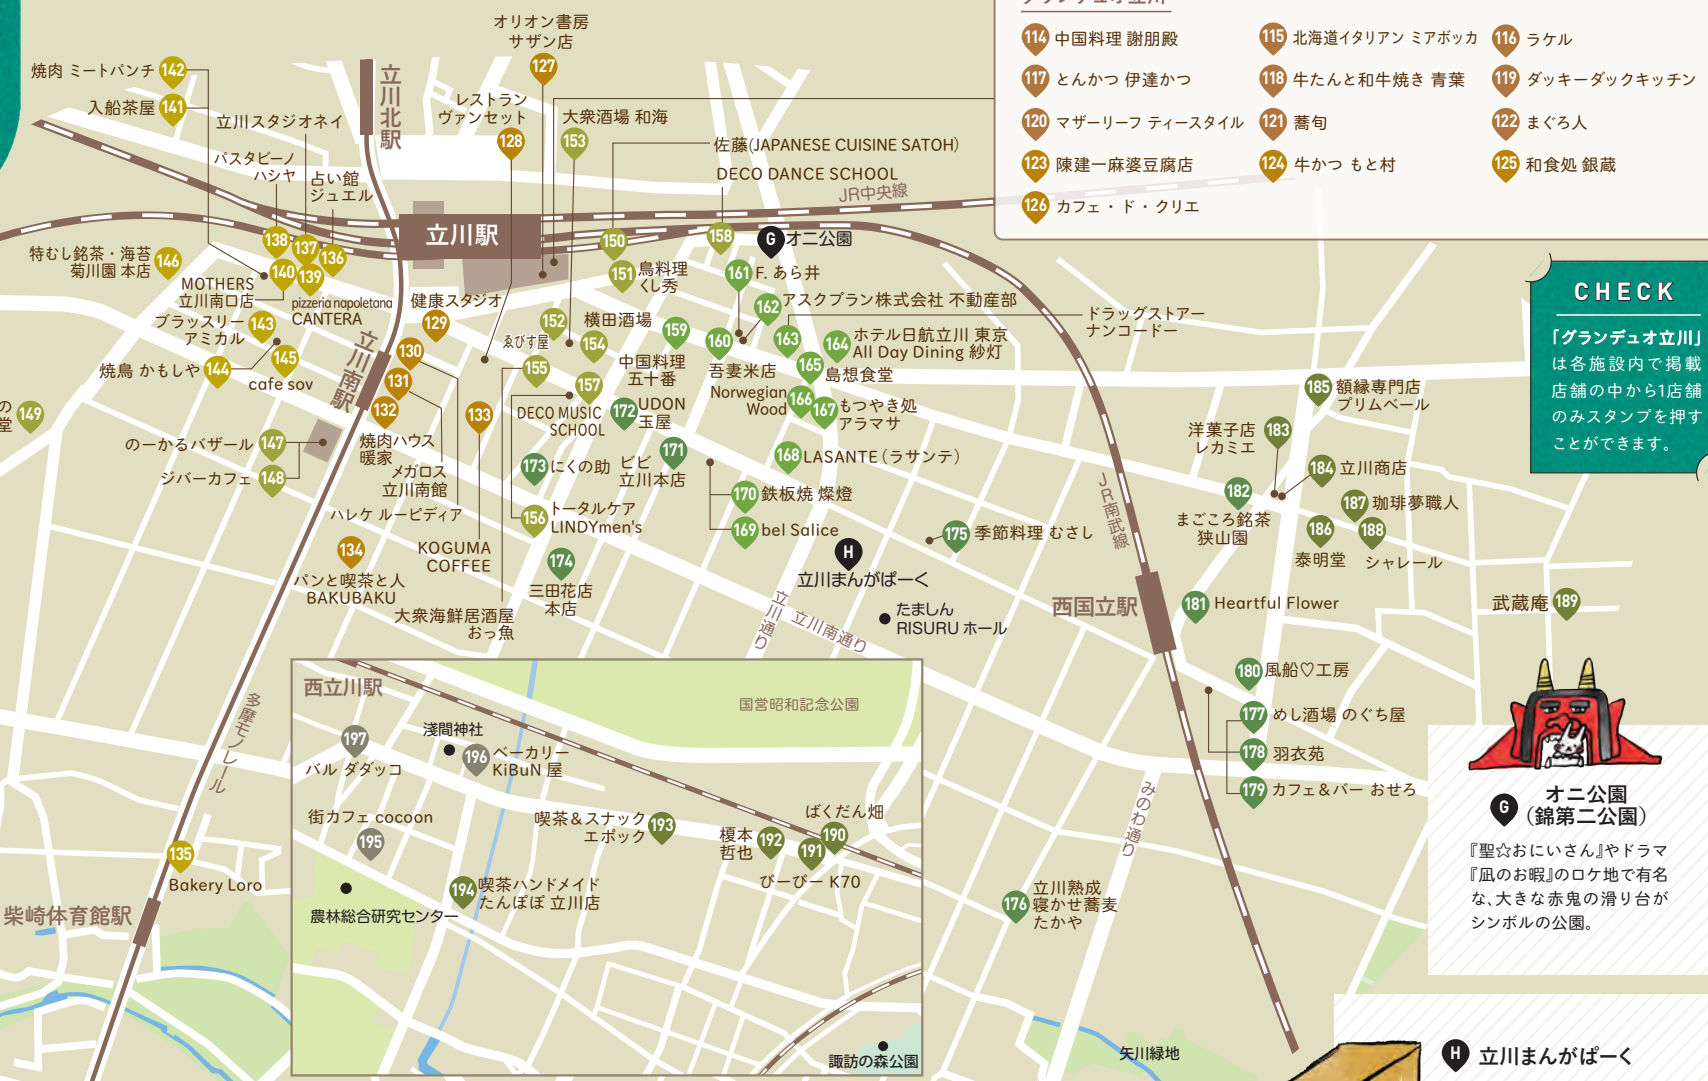 グランデュオ立川
114 中国料理 謝朋殿
115 北海道イタリアン ミアボッカ
116 ラケル
117 とんかつ 伊達かつ
118 牛たんと和牛焼き 青葉
119 ダッキーダックキッチン
120 マザーリーフ ティースタイル
121 蕎旬
122 まぐろ人
123 陳建一麻婆豆腐店
124 牛かつ もと村
125 和食処 銀蔵
126 カフェ・ド・クリエ
オリオン書房
サザン店
127
焼肉 ミートパンチ 142
入船茶屋 141
立川スタジオネイ
パスタビーノ
ハシヤ
占い館
ジュエル
立川北駅
レストラン
ヴァンセット
128
大衆酒場 和海
153
佐藤(JAPANESE CUISINE SATOH)
DECO DANCE SCHOOL
JR中央線
立川駅
138
137
136
140
139
150
158
G オニ公園
特むし銘茶・海苔
菊川園 本店
146
MOTHERS
立川南口店
pizzeria napoletana
CANTERA
健康スタジオ
129
151 鳥料理
くし秀
161 F. あら井
162 アスクプラン株式会社 不動産部
ドラッグストアー
ナンコードー
ブラッスリー
アミカル
143
焼鳥 かもしや 144
145
cafe sov
立川南駅
130
131
132
133
152
ゑびす屋
横田酒場
154
155
157
159
中国料理
五十番
160
吾妻米店
163
164 ホテル日航立川 東京
All Day Dining 紗灯
165
島想食堂
Norwegian
Wood
166
167 もつやき処
アラマサ
DECO MUSIC
SCHOOL
172 UDON
玉屋
の
堂
149
のーかるバザール 147
ジバーカフェ 148
焼肉ハウス
暖家
メガロス
立川南館
ハレケ ルーピディア
173 にくの助
ビビ
立川本店
171
168 LASANTE(ラサンテ)
170 鉄板焼 燦燈
169 bel Salice
156 トータルケア
LINDYmen's
134
パンと喫茶と人
BAKUBAKU
KOGUMA
COFFEE
大衆海鮮居酒屋
おっ魚
174
三田花店
本店
H
立川まんがぱーく
175 季節料理 むさし
たましん
RISURU ホール
立川通り
立川南通り
JR南武線
西国立駅
185 額縁専門店
プリムベール
洋菓子店
レカミエ
183
184 立川商店
182
まごころ銘茶
狭山園
187 珈琲夢職人
186
泰明堂
188
シャレール
181 Heartful Flower
武蔵庵 189
180 風船♡工房
177 めし酒場 のぐち屋
178 羽衣苑
179 カフェ&バー おせろ
みのわ通り
176 立川熟成
寝かせ蕎麦
たかや
矢川緑地
多摩モノレール
135
Bakery Loro
柴崎体育館駅
西立川駅
国営昭和記念公園
197
バル ダダッコ
淺間神社
196 ベーカリー
KiBuN 屋
街カフェ cocoon
195
喫茶&スナック
エポック
193
榎本
哲也
192
ばくだん畑
190
191
びーびー K70
194 喫茶ハンドメイド
たんぽぽ 立川店
農林総合研究センター
諏訪の森公園
CHECK
「グランデュオ立川」
は各施設内で掲載
店舗の中から1店舗
のみスタンプを押す
ことができます。
G オニ公園
(錦第二公園)
『聖☆おにいさん』やドラマ
『凪のお暇』のロケ地で有名
な、大きな赤鬼の滑り台が
シンボルの公園。
H 立川まんがぱーく